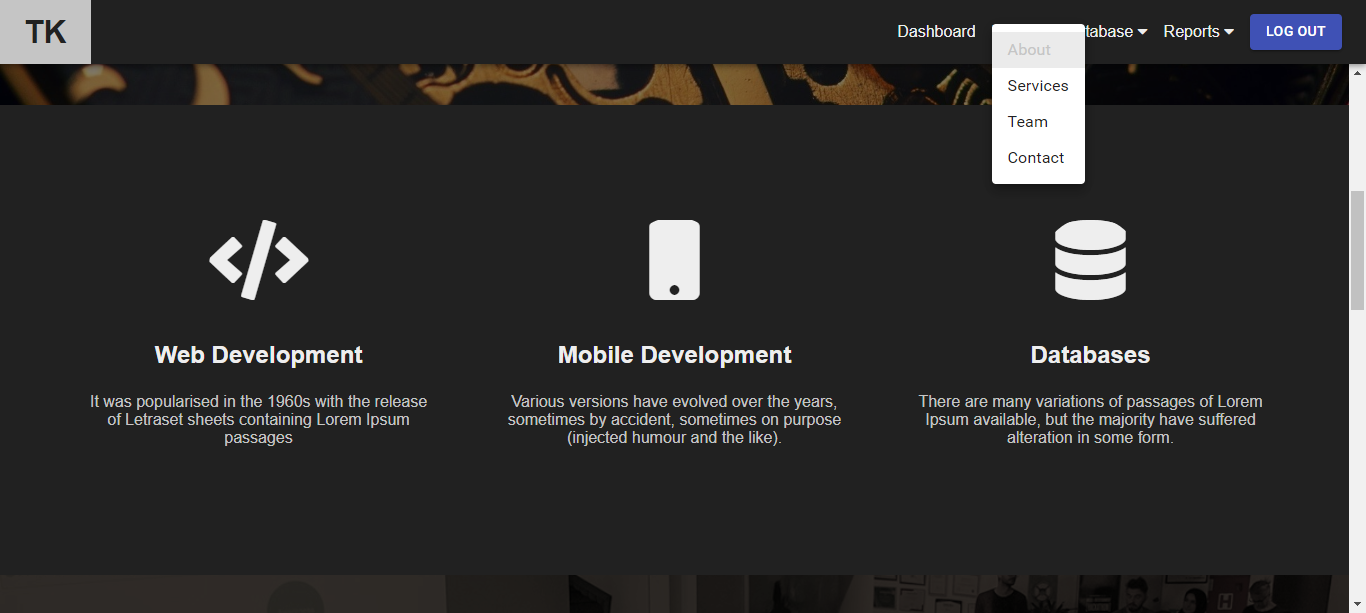 TK
Dashboard
tabase
Reports
LOG OUT
About
Services
Team
Contact
Web Development
It was popularised in the 1960s with the release
of Letraset sheets containing Lorem Ipsum
passages
Mobile Development
Various versions have evolved over the years,
sometimes by accident, sometimes on purpose
(injected humour and the like).
Databases
There are many variations of passages of Lorem
Ipsum available, but the majority have suffered
alteration in some form.